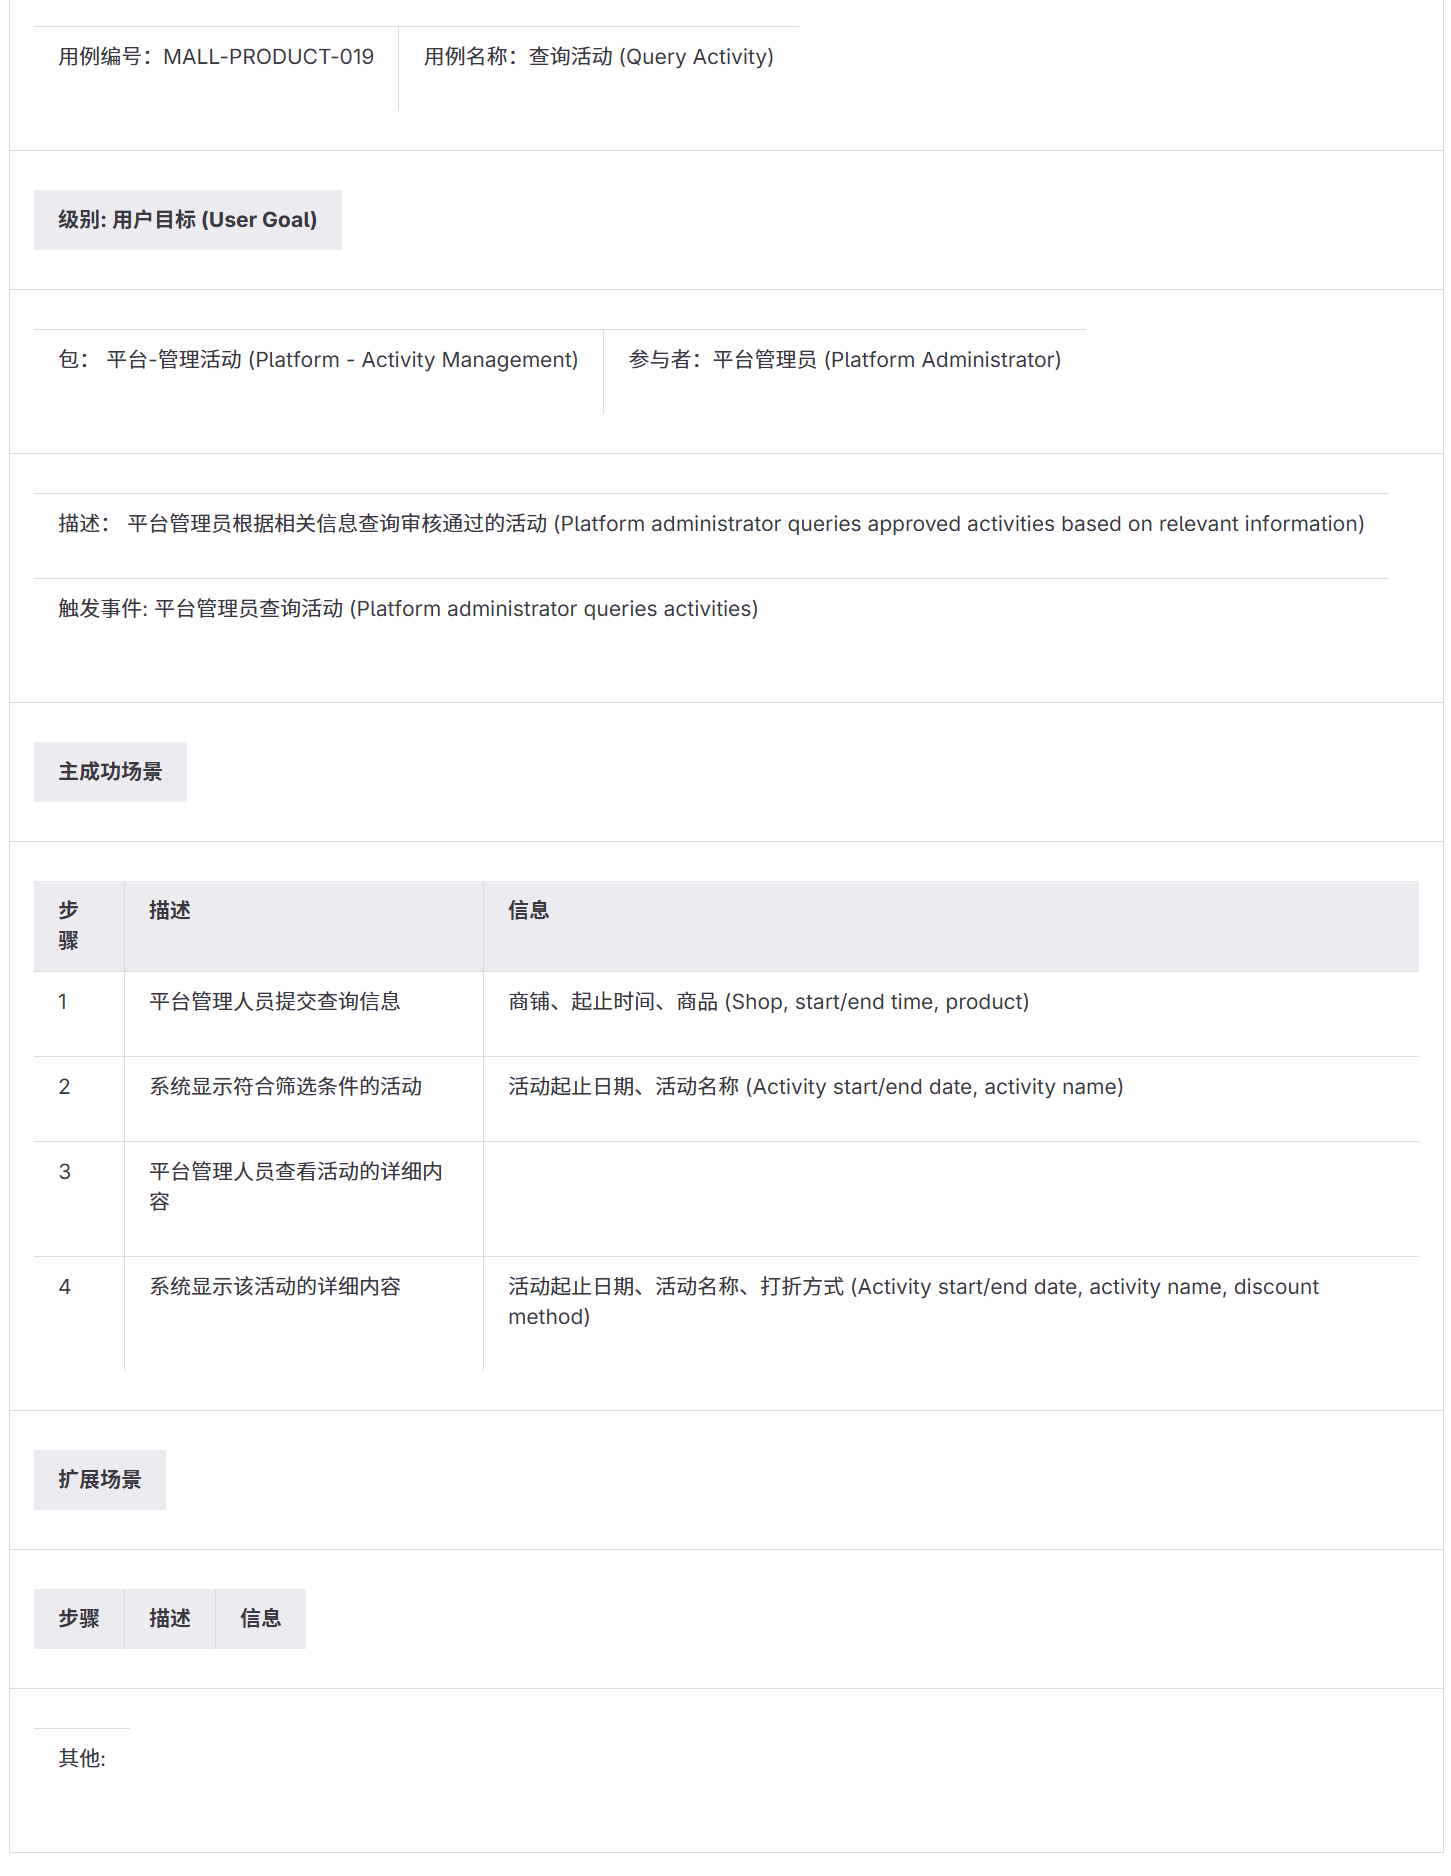 用例编号：MALL-PRODUCT-019
用例名称：查询活动 (Query Activity)
级别: 用户目标 (User Goal)
包： 平台-管理活动 (Platform - Activity Management)
参与者：平台管理员 (Platform Administrator)
描述： 平台管理员根据相关信息查询审核通过的活动 (Platform administrator queries approved activities based on relevant information)
触发事件: 平台管理员查询活动 (Platform administrator queries activities)
主成功场景
步
骤
描述
信息
1
平台管理人员提交查询信息
商铺、起止时间、商品 (Shop, start/end time, product)
2
系统显示符合筛选条件的活动
活动起止日期、活动名称 (Activity start/end date, activity name)
3
平台管理人员查看活动的详细内
容
4
系统显示该活动的详细内容
活动起止日期、活动名称、打折方式 (Activity start/end date, activity name, discount
method)
扩展场景
步骤
描述
信息
其他: